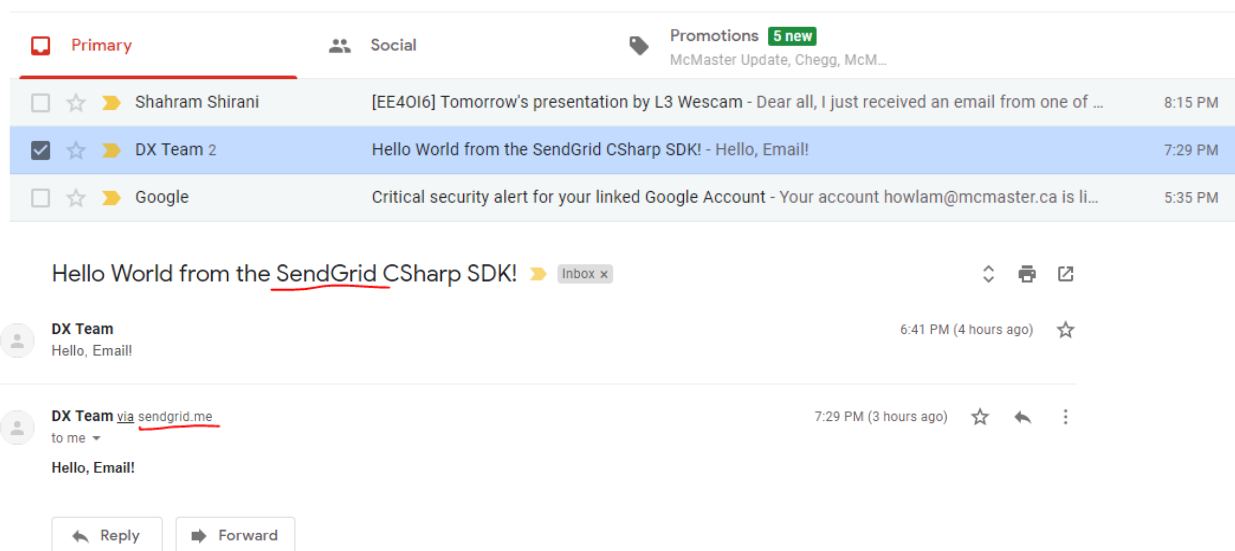 Primary
Social
Promotions 5 new
McMaster Update, Chegg, McM...
Shahram Shirani [EE4OI6] Tomorrow's presentation by L3 Wescam - Dear all, I just received an email from one of ... 8:15 PM
DX Team 2 Hello World from the SendGrid CSharp SDK! - Hello, Email! 7:29 PM
Google Critical security alert for your linked Google Account - Your account howlam@mcmaster.ca is li... 5:35 PM
Hello World from the SendGrid CSharp SDK! Inbox x
DX Team 6:41 PM (4 hours ago)
Hello, Email!
DX Team via sendgrid.me 7:29 PM (3 hours ago)
to me
Hello, Email!
Reply Forward